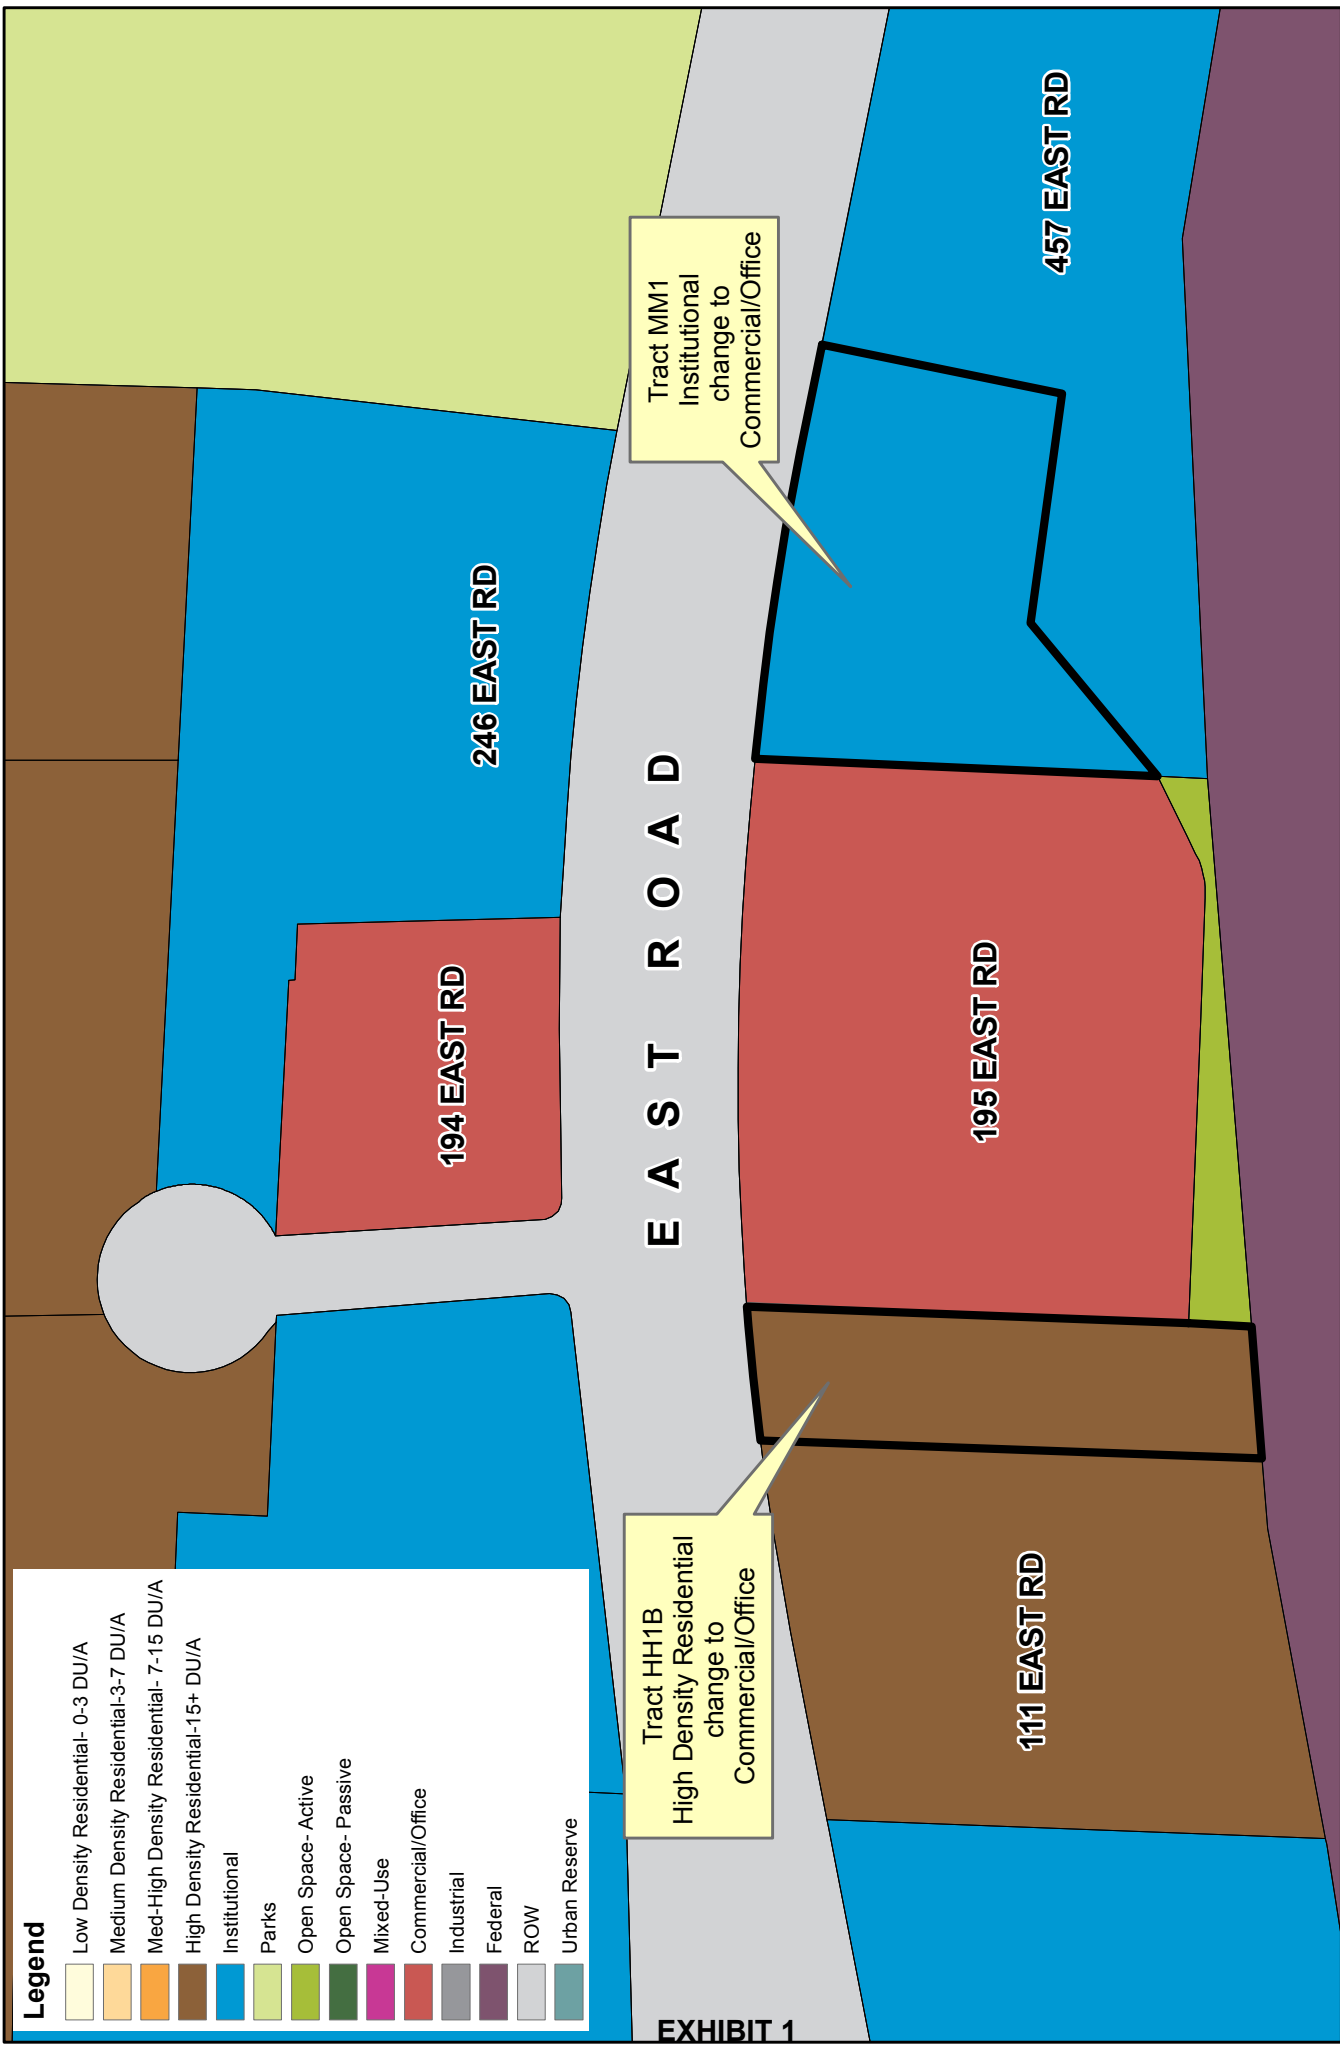 Legend
Low Density Residential- 0-3 DU/A
Medium Density Residential-3-7 DU/A
Med-High Density Residential- 7-15 DU/A
High Density Residential-15+ DU/A
Institutional
Parks
Open Space- Active
Open Space- Passive
Mixed-Use
Commercial/Office
Industrial
Federal
ROW
Urban Reserve
194 EAST RD
246 EAST RD
EAST ROAD
Tract HH1B
High Density Residential
change to
Commercial/Office
Tract MM1
Institutional
change to
Commercial/Office
111 EAST RD
195 EAST RD
457 EAST RD
EXHIBIT 1